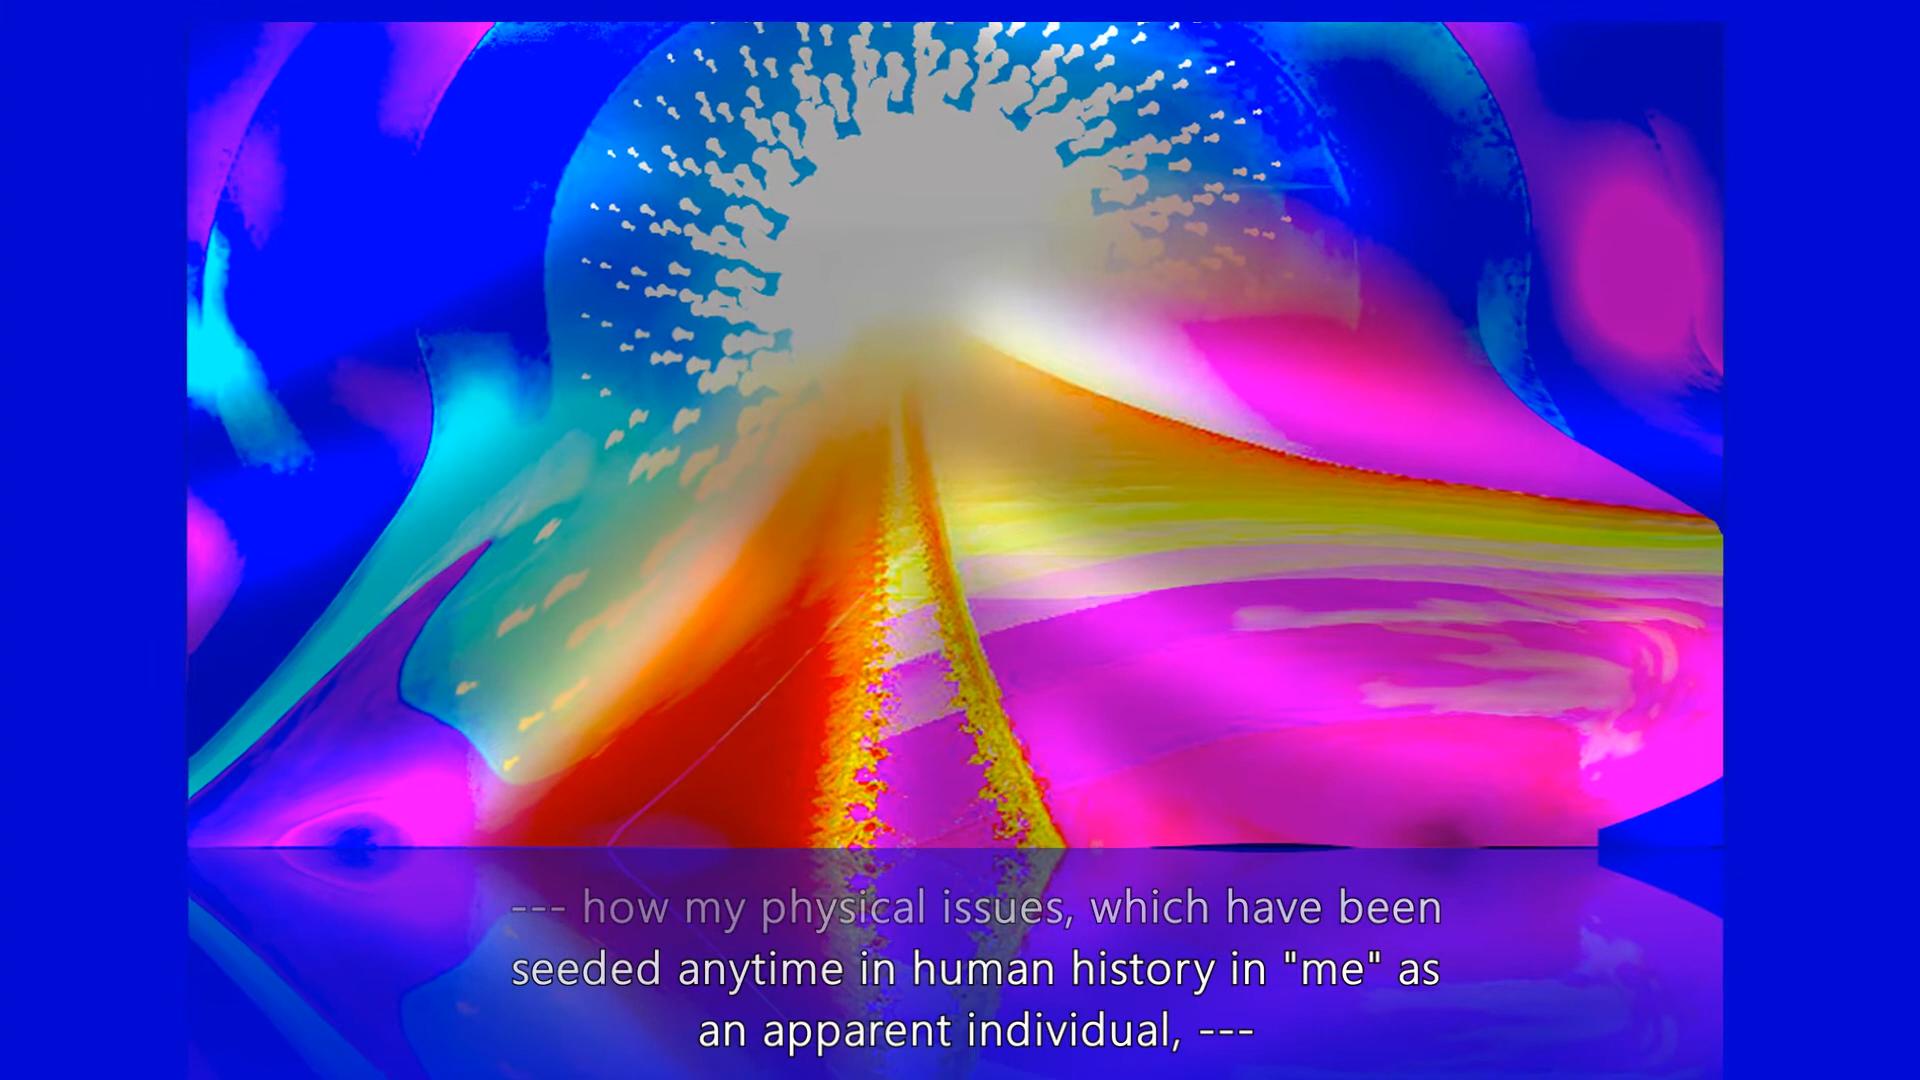 --- how my physical issues, which have been
seeded anytime in human history in "me" as
an apparent individual, ---